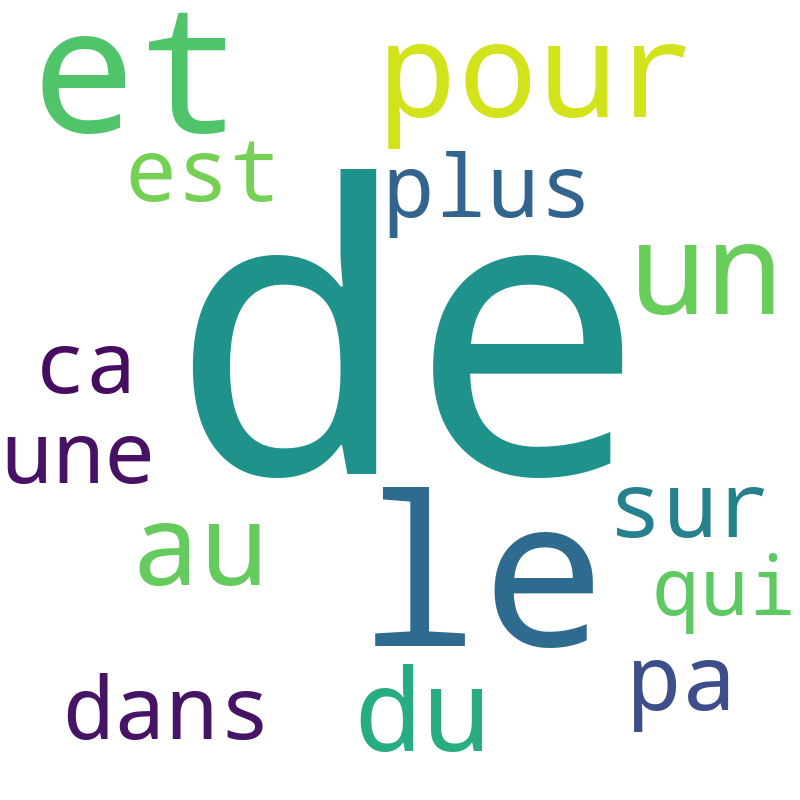 et pour
est plus
de un
ca
une
le sur
au qui
dans du pa